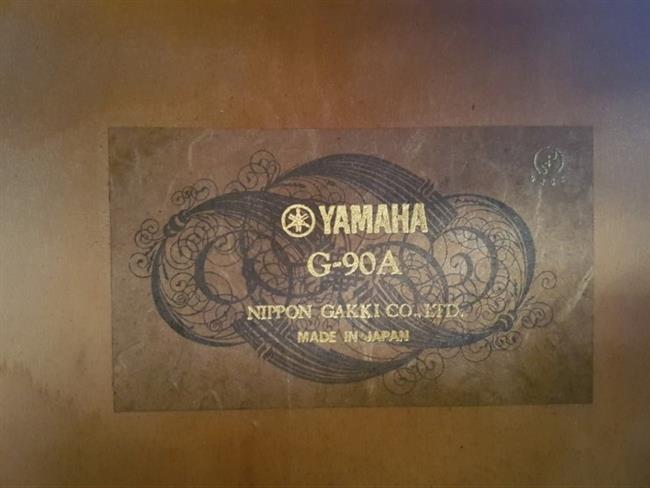 YAMAHA
G-90A
NIPPON GAKKI CO., LTD.
MADE IN JAPAN